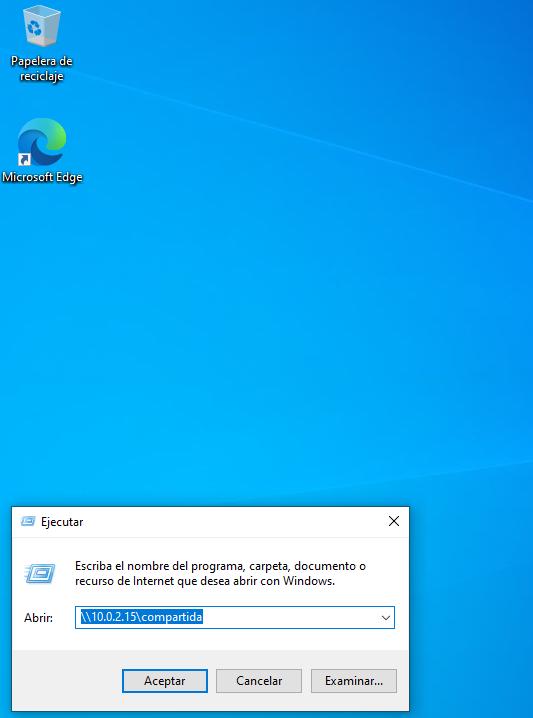 Papelera de
reciclaje
Microsoft Edge
Ejecutar
Escriba el nombre del programa, carpeta, documento o
recurso de Internet que desea abrir con Windows.
Abrir:
\\10.0.2.15\compartida
Aceptar
Cancelar
Examinar...